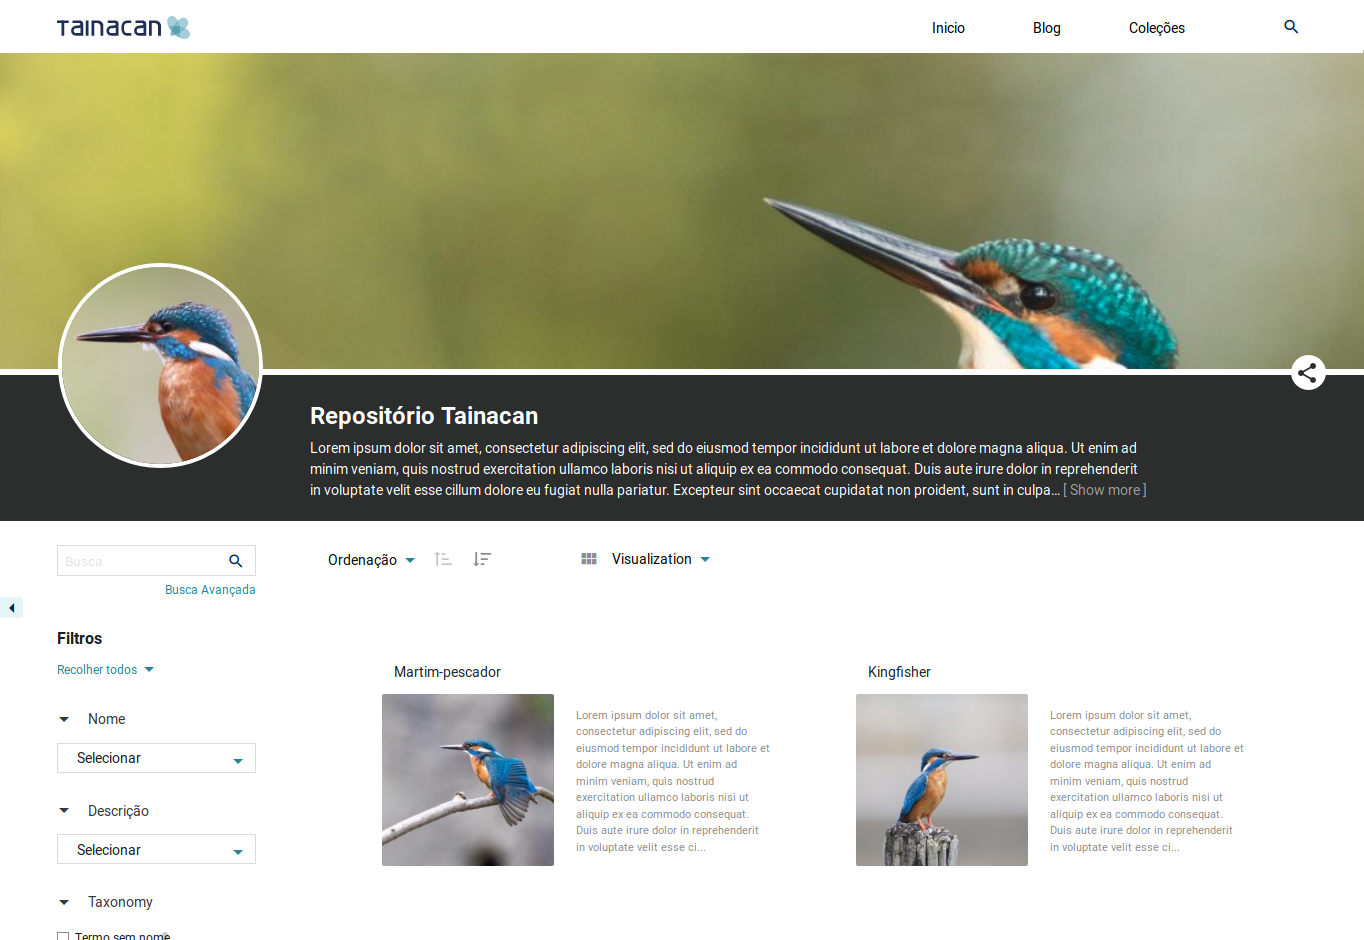 Tainacan
Inicio
Blog
Coleções
Repositório Tainacan
Lorem ipsum dolor sit amet, consectetur adipiscing elit, sed do eiusmod tempor incididunt ut labore et dolore magna aliqua. Ut enim ad
minim veniam, quis nostrud exercitation ullamco laboris nisi ut aliquip ex ea commodo consequat. Duis aute irure dolor in reprehenderit
in voluptate velit esse cillum dolore eu fugiat nulla pariatur. Excepteur sint occaecat cupidatat non proident, sunt in culpa... [ Show more ]
Busca
Busca Avançada
Ordenação
Visualization
Filtros
Recolher todos
Nome
Selecionar
Descrição
Selecionar
Taxonomy
Termo sem nome
Martim-pescador
Lorem ipsum dolor sit amet,
consectetur adipiscing elit, sed do
eiusmod tempor incididunt ut labore et
dolore magna aliqua. Ut enim ad
minim veniam, quis nostrud
exercitation ullamco laboris nisi ut
aliquip ex ea commodo consequat.
Duis aute irure dolor in reprehenderit
in voluptate velit esse ci...
Kingfisher
Lorem ipsum dolor sit amet,
consectetur adipiscing elit, sed do
eiusmod tempor incididunt ut labore et
dolore magna aliqua. Ut enim ad
minim veniam, quis nostrud
exercitation ullamco laboris nisi ut
aliquip ex ea commodo consequat.
Duis aute irure dolor in reprehenderit
in voluptate velit esse ci...